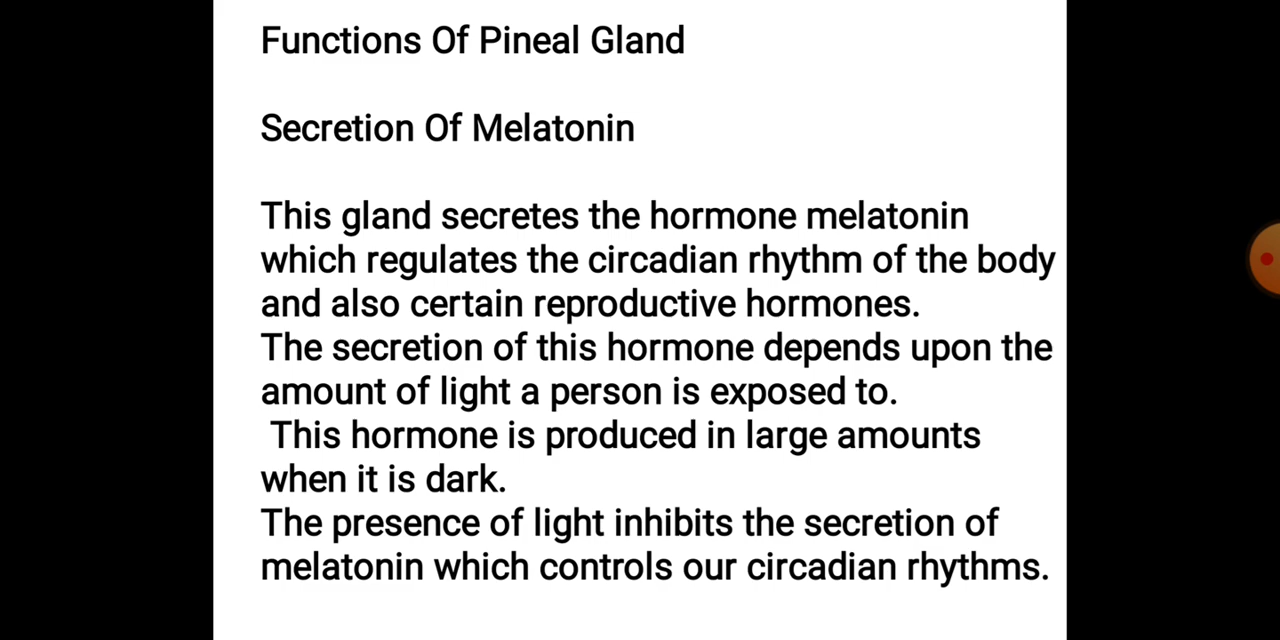 Functions Of Pineal Gland
Secretion Of Melatonin
This gland secretes the hormone melatonin
which regulates the circadian rhythm of the body
and also certain reproductive hormones.
The secretion of this hormone depends upon the
amount of light a person is exposed to.
This hormone is produced in large amounts
when it is dark.
The presence of light inhibits the secretion of
melatonin which controls our circadian rhythms.